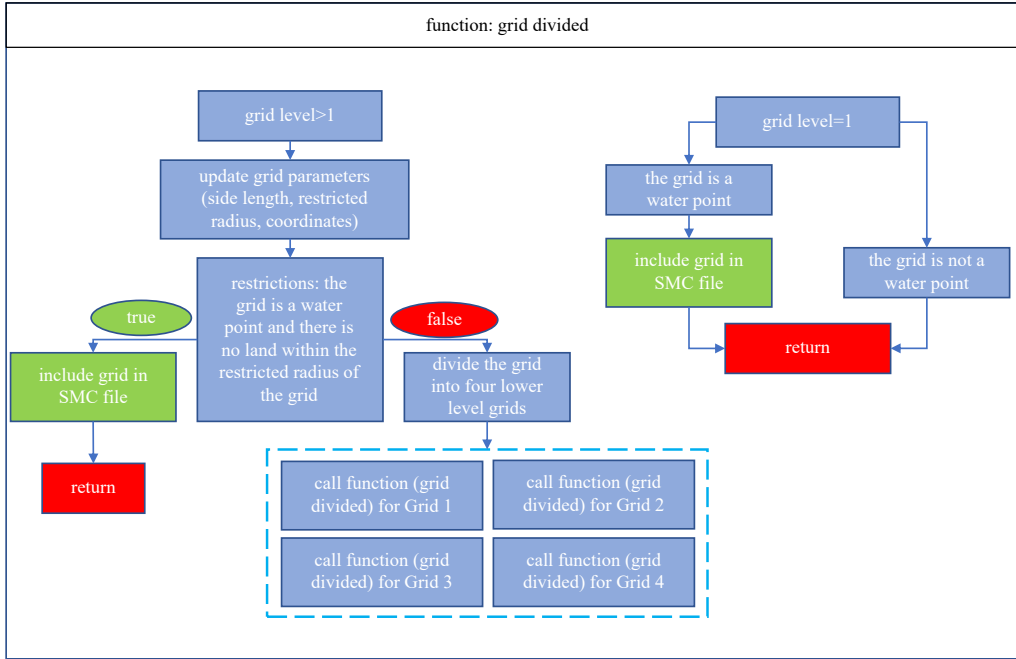 function: grid divided
grid level>1
update grid parameters
(side length, restricted
radius, coordinates)
restrictions: the
grid is a water
point and there is
no land within the
restricted radius of
the grid
true
false
include grid in
SMC file
return
divide the grid
into four lower
level grids
call function (grid
divided) for Grid 1
call function (grid
divided) for Grid 2
call function (grid
divided) for Grid 3
call function (grid
divided) for Grid 4
grid level=1
the grid is a
water point
include grid in
SMC file
the grid is not a
water point
return